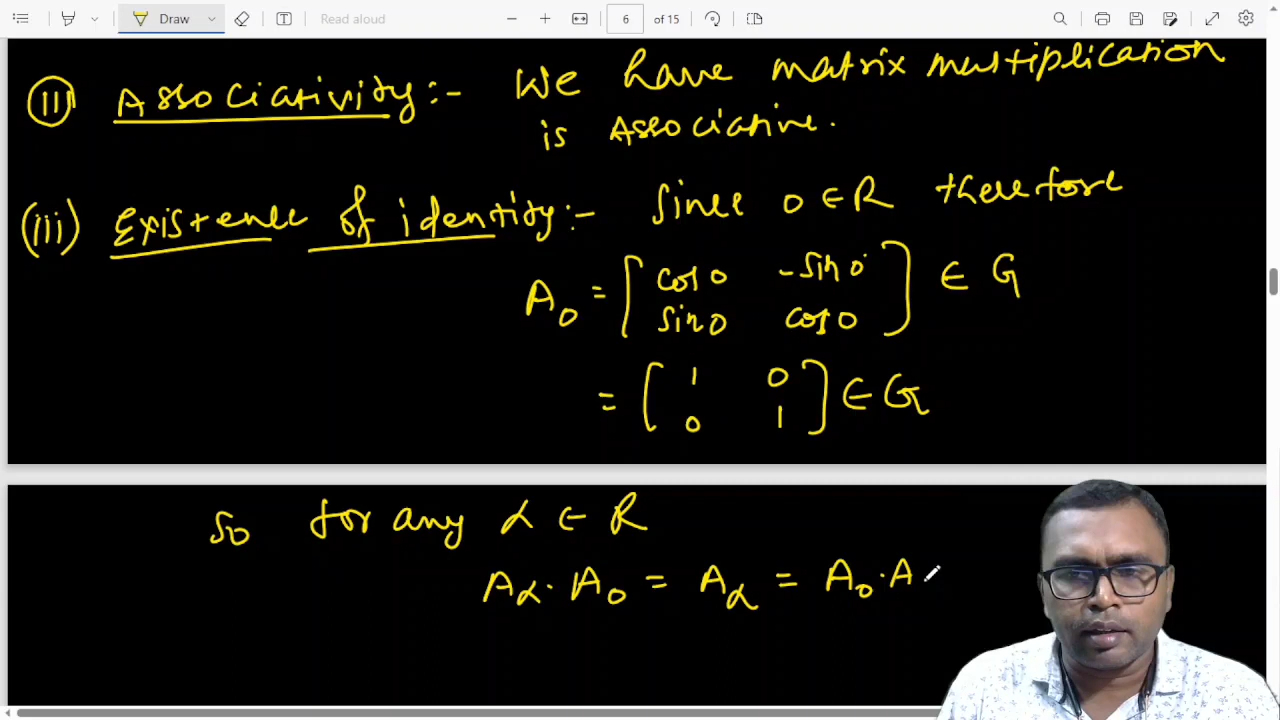 Draw Read aloud 6 of 15
(ii) Associativity :- We have matrix multiplication
is Associative.
(iii) Existence of identity :- Since 0 ∈ R therefore
A₀ = [ cos 0 -sin 0 ] ∈ G
[ sin 0 cos 0 ]
= [ 1 0 ] ∈ G
[ 0 1 ]
So for any α ∈ R
Aα · A₀ = Aα = A₀ · A